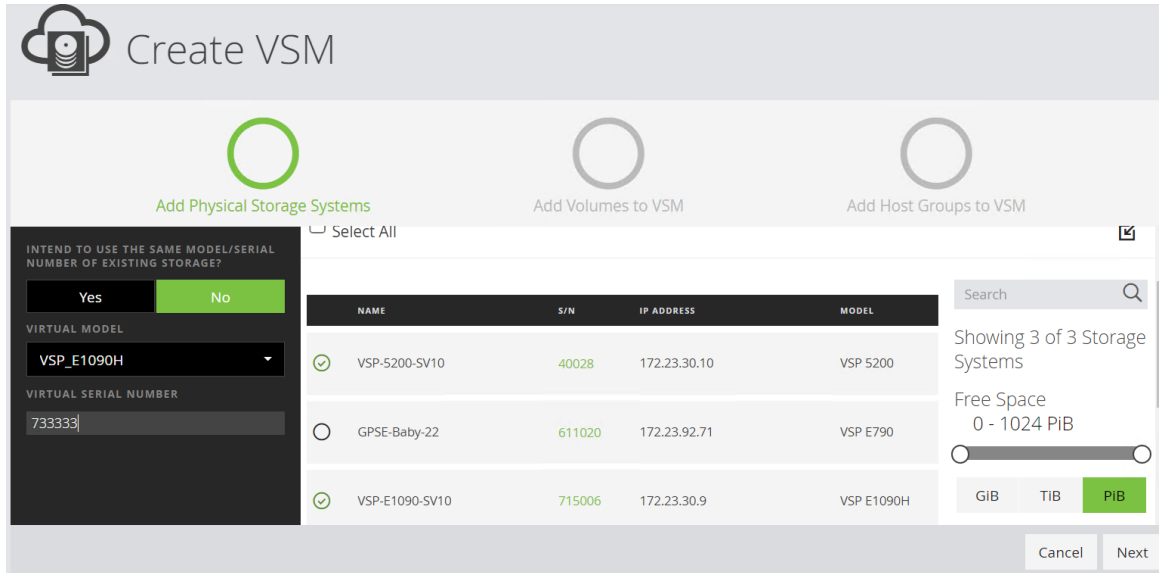 Create VSM
Add Physical Storage Systems
Add Volumes to VSM
Add Host Groups to VSM
INTEND TO USE THE SAME MODEL/SERIAL
NUMBER OF EXISTING STORAGE?
Yes No
VIRTUAL MODEL
VSP_E1090H
VIRTUAL SERIAL NUMBER
733333
Select All
NAME S/N IP ADDRESS MODEL
VSP-5200-SV10 40028 172.23.30.10 VSP 5200
GPSE-Baby-22 611020 172.23.92.71 VSP E790
VSP-E1090-SV10 715006 172.23.30.9 VSP E1090H
Search
Showing 3 of 3 Storage
Systems
Free Space
0 - 1024 PiB
GiB TiB PiB
Cancel Next